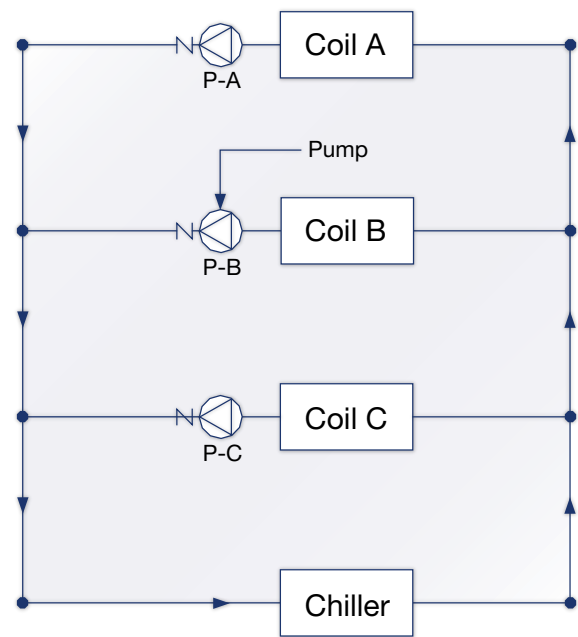 Coil A
P-A
Pump
Coil B
P-B
Coil C
P-C
Chiller